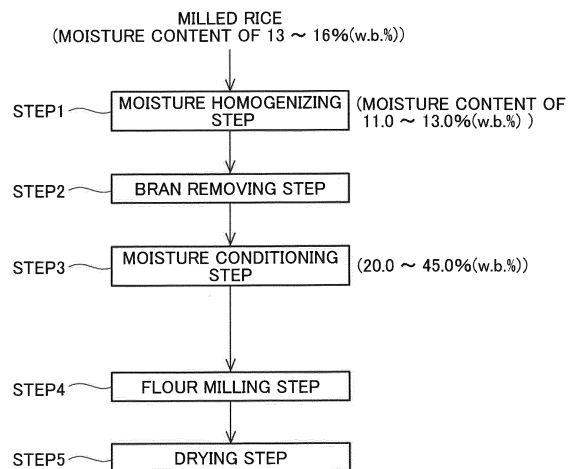 MILLED RICE
(MOISTURE CONTENT OF 13 ~ 16%(w.b.%))
STEP1
MOISTURE HOMOGENIZING
STEP
(MOISTURE CONTENT OF
11.0 ~ 13.0%(w.b.%) )
STEP2
BRAN REMOVING STEP
STEP3
MOISTURE CONDITIONING
STEP
(20.0 ~ 45.0%(w.b.%))
STEP4
FLOUR MILLING STEP
STEP5
DRYING STEP